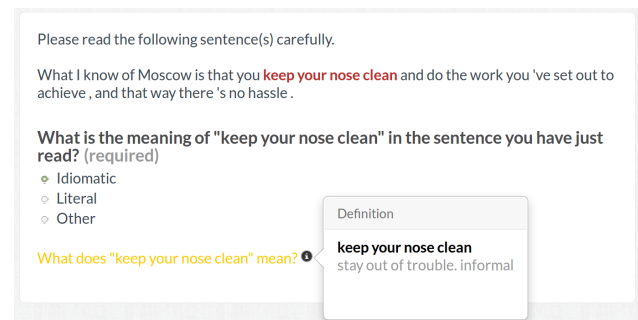 Please read the following sentence(s) carefully.
What I know of Moscow is that you keep your nose clean and do the work you 've set out to
achieve , and that way there 's no hassle .
What is the meaning of "keep your nose clean" in the sentence you have just
read? (required)
Idiomatic
Literal
Other
What does "keep your nose clean" mean?
Definition
keep your nose clean
stay out of trouble. informal